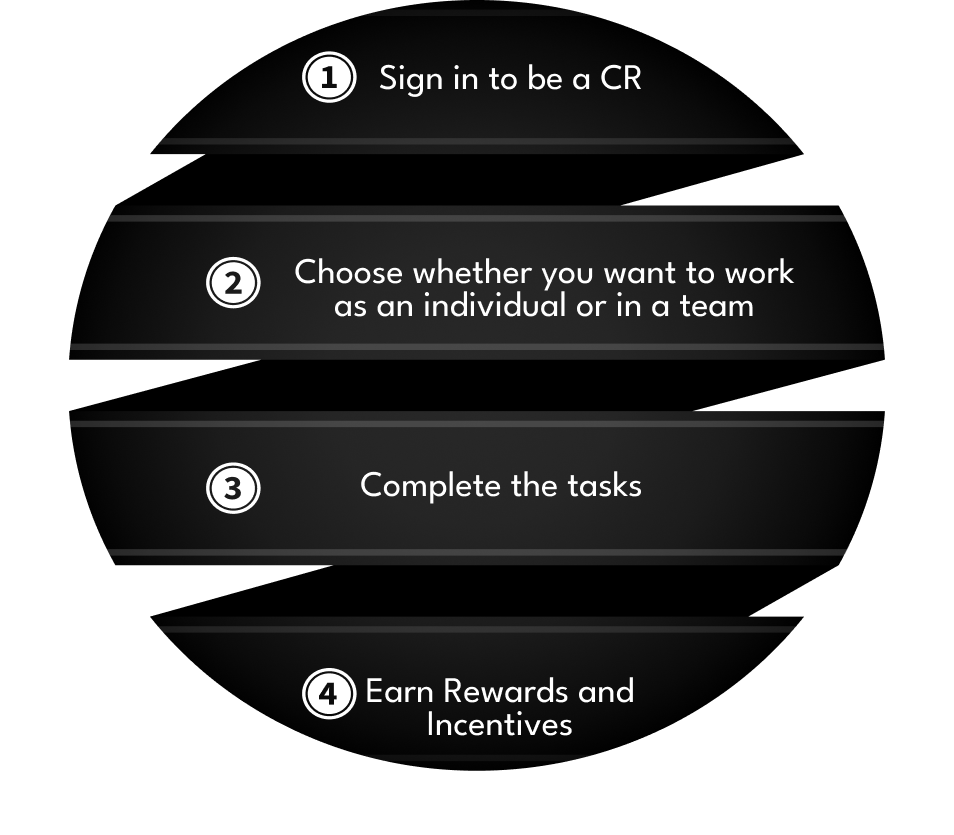 1 Sign in to be a CR
2 Choose whether you want to work
as an individual or in a team
3 Complete the tasks
4 Earn Rewards and
Incentives